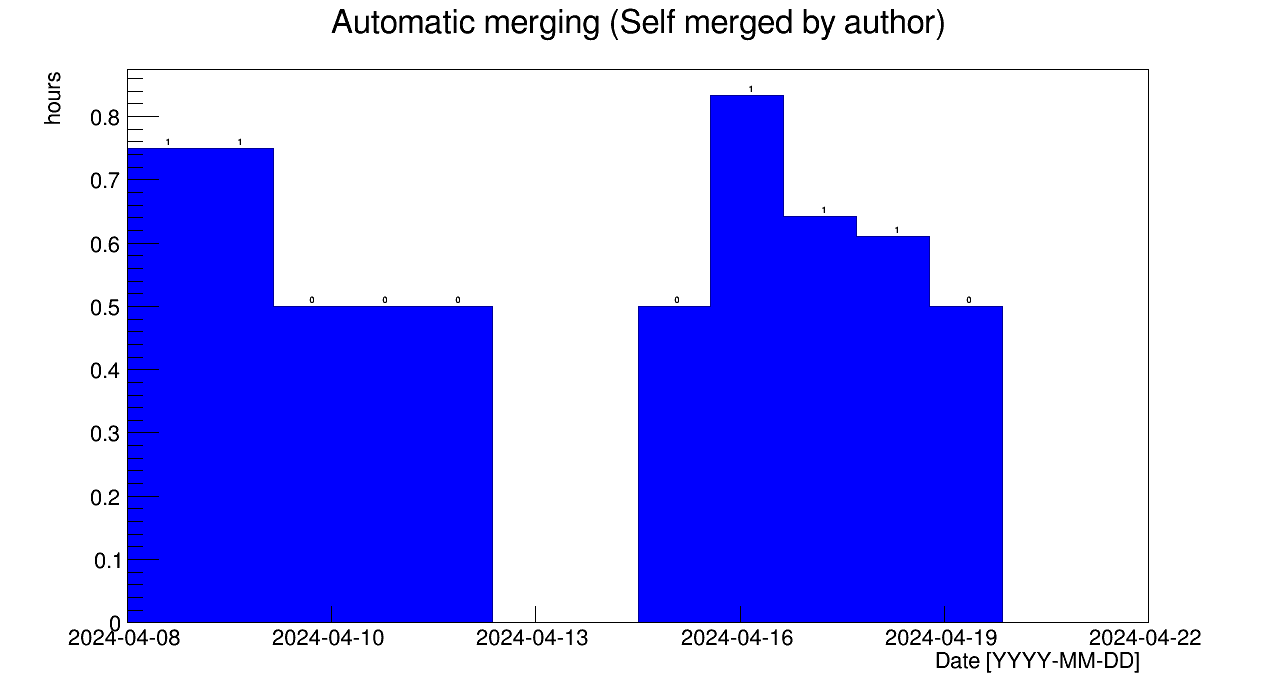 Automatic merging (Self merged by author)
hours
0.8
0.7
0.6
0.5
0.4
0.3
0.2
0.1
0
1 1 0 0 0 0 1 1 1 0
2024-04-08 2024-04-10 2024-04-13 2024-04-16 2024-04-19 2024-04-22
Date [YYYY-MM-DD]